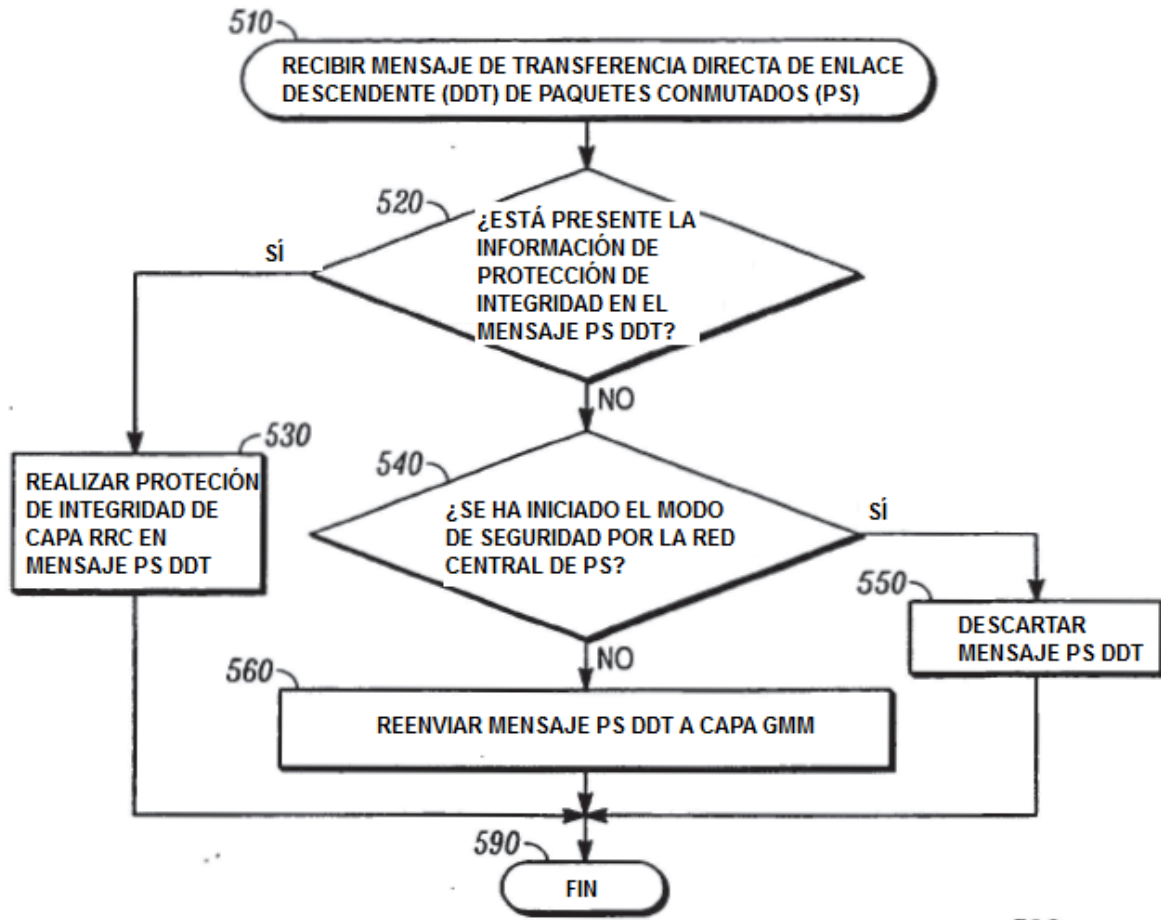 510
RECIBIR MENSAJE DE TRANSFERENCIA DIRECTA DE ENLACE
DESCENDENTE (DDT) DE PAQUETES CONMUTADOS (PS)
520
¿ESTÁ PRESENTE LA
INFORMACIÓN DE
PROTECCIÓN DE
INTEGRIDAD EN EL
MENSAJE PS DDT?
SÍ
NO
530
REALIZAR PROTECIÓN
DE INTEGRIDAD DE
CAPA RRC EN
MENSAJE PS DDT
540
¿SE HA INICIADO EL MODO
DE SEGURIDAD POR LA RED
CENTRAL DE PS?
SÍ
550
DESCARTAR
MENSAJE PS DDT
NO
560
REENVIAR MENSAJE PS DDT A CAPA GMM
590
FIN